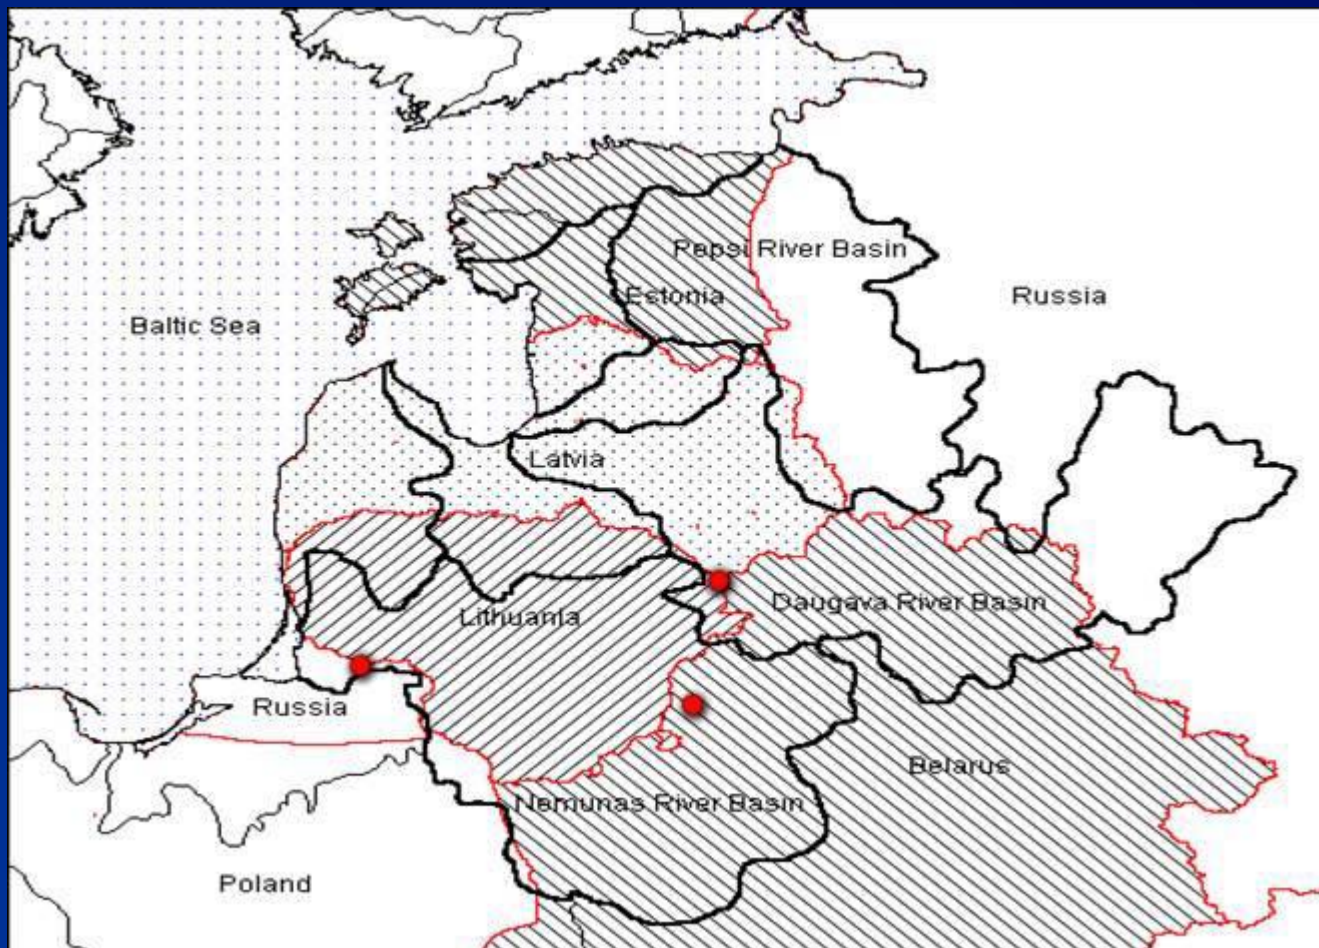 Pepsi River Basin
Estonia
Russia
Baltic Sea
Latvia
Daugava River Basin
Lithuania
Russia
Belarus
Nemunas River Basin
Poland